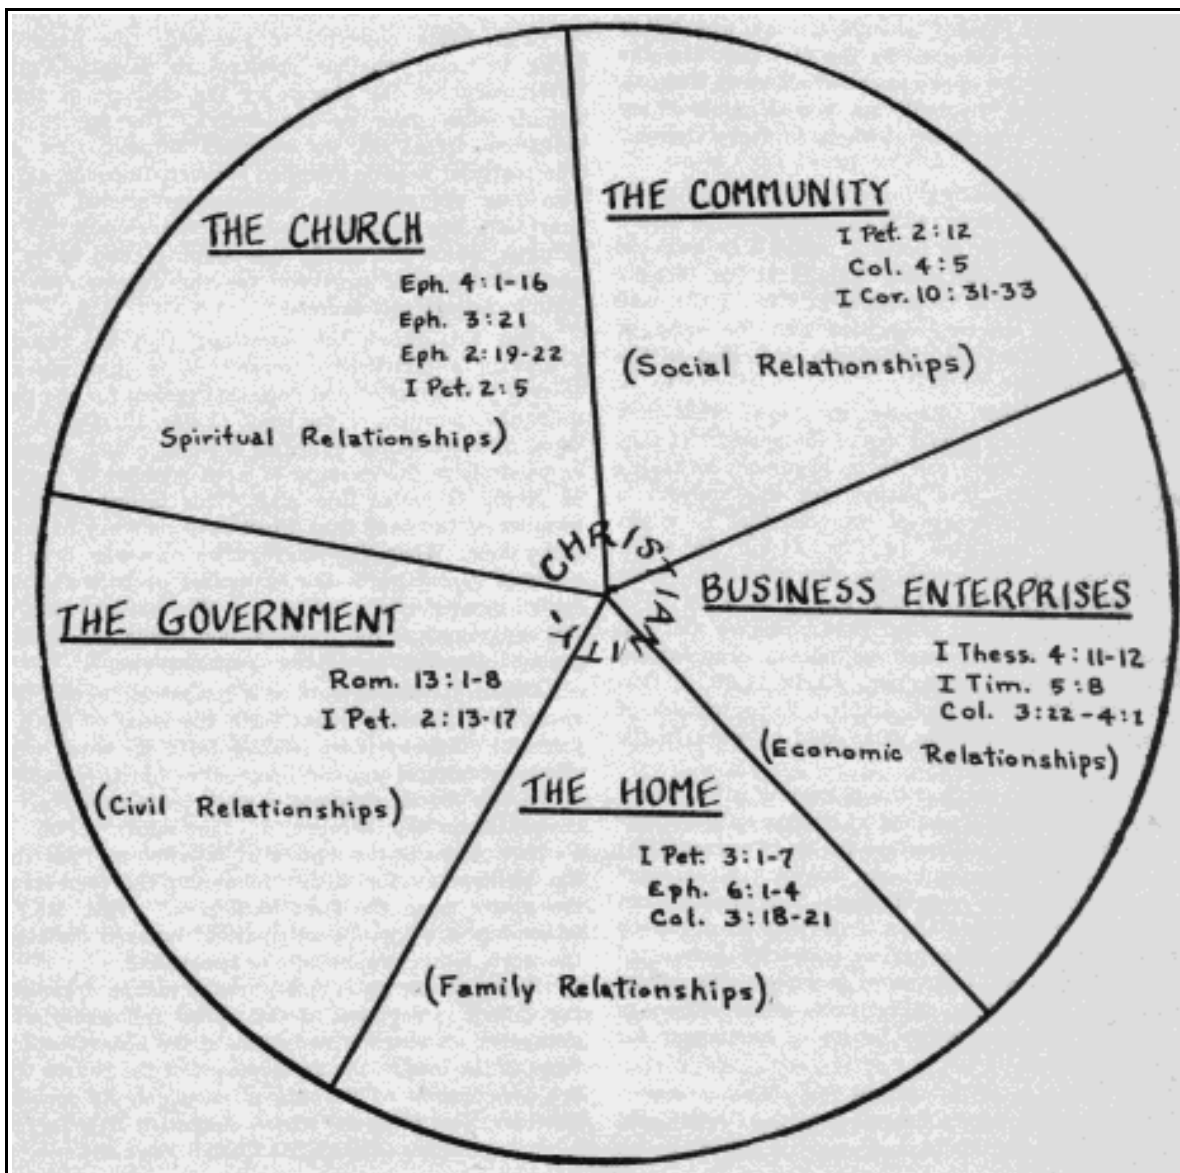 THE CHURCH
Eph. 4:1-16
Eph. 3:21
Eph. 2:19-22
I Pet. 2:5
Spiritual Relationships)
THE COMMUNITY
I Pet. 2:12
Col. 4:5
I Cor. 10:31-33
(Social Relationships)
CHRISTIANITY
BUSINESS ENTERPRISES
I Thess. 4:11-12
I Tim. 5:8
Col. 3:22-4:1
(Economic Relationships)
THE GOVERNMENT
Rom. 13:1-8
I Pet. 2:13-17
(Civil Relationships)
THE HOME
I Pet. 3:1-7
Eph. 6:1-4
Col. 3:18-21
(Family Relationships)